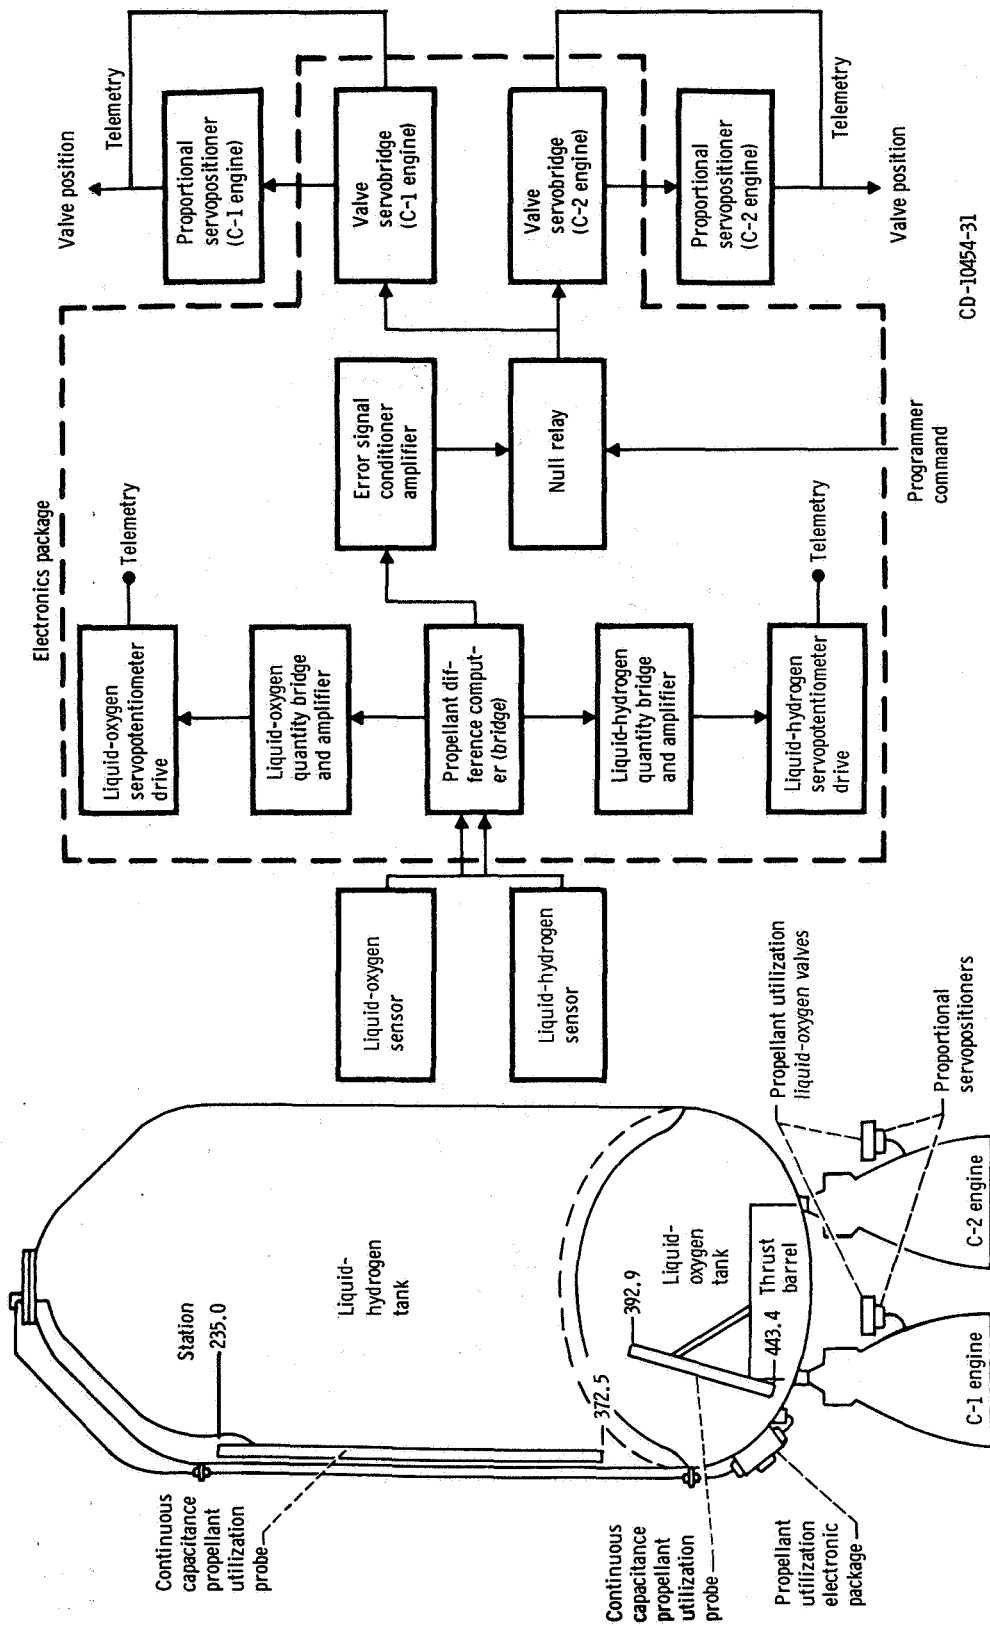 Station
235.0
Liquid-
hydrogen
tank
Continuous
capacitance
propellant
utilization
probe
372.5
392.9
Liquid-
oxygen
tank
443.4
Thrust
barrel
Continuous
capacitance
propellant
utilization
probe
Propellant
utilization
electronic
package
C-1 engine
C-2 engine
Propellant utilization
liquid-oxygen valves
Proportional
servopositioners
Electronics package
Liquid-oxygen
sensor
Liquid-hydrogen
sensor
Liquid-oxygen
servopotentiometer
drive
Telemetry
Liquid-oxygen
quantity bridge
and amplifier
Propellant dif-
ference comput-
er (bridge)
Liquid-hydrogen
quantity bridge
and amplifier
Liquid-hydrogen
servopotentiometer
drive
Telemetry
Error signal
conditioner
amplifier
Null relay
Programmer
command
Valve position
Telemetry
Proportional
servopositioner
(C-1 engine)
Valve
servobridge
(C-1 engine)
Valve
servobridge
(C-2 engine)
Proportional
servopositioner
(C-2 engine)
Telemetry
Valve position
CD-10454-31